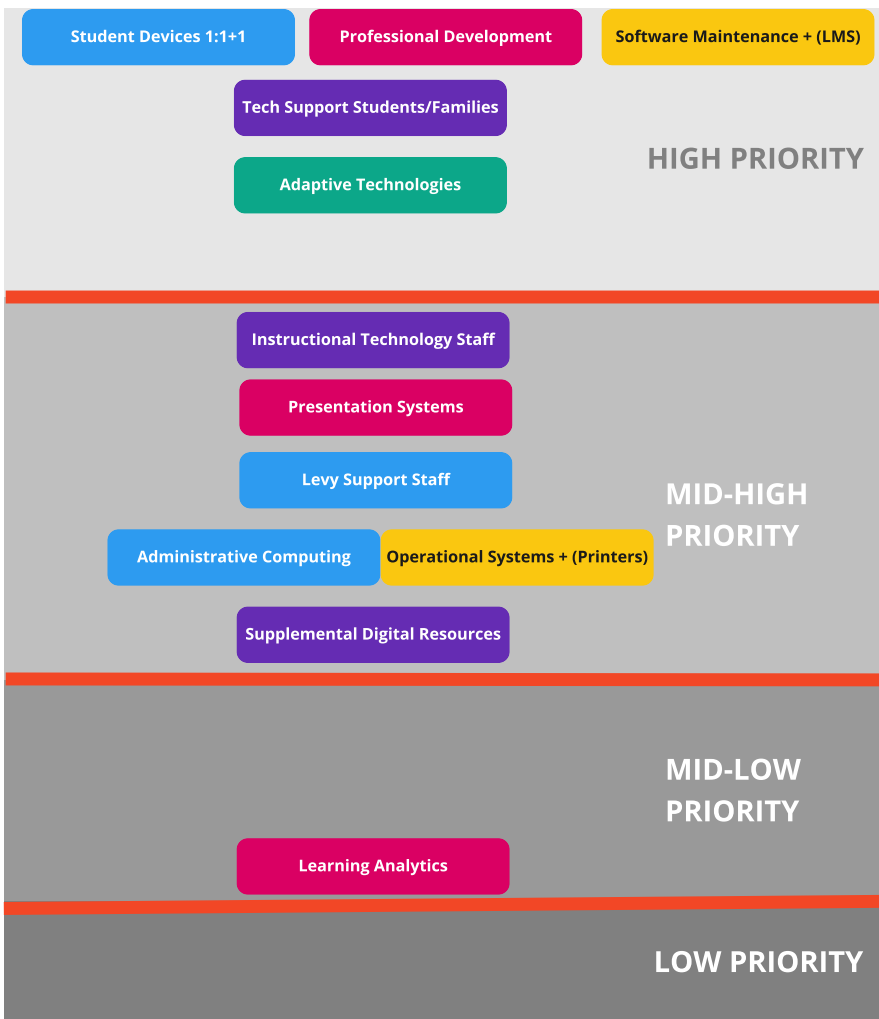 Student Devices 1:1+1
Professional Development
Software Maintenance + (LMS)
Tech Support Students/Families
HIGH PRIORITY
Adaptive Technologies
Instructional Technology Staff
Presentation Systems
Levy Support Staff
MID-HIGH
PRIORITY
Administrative Computing
Operational Systems + (Printers)
Supplemental Digital Resources
MID-LOW
PRIORITY
Learning Analytics
LOW PRIORITY